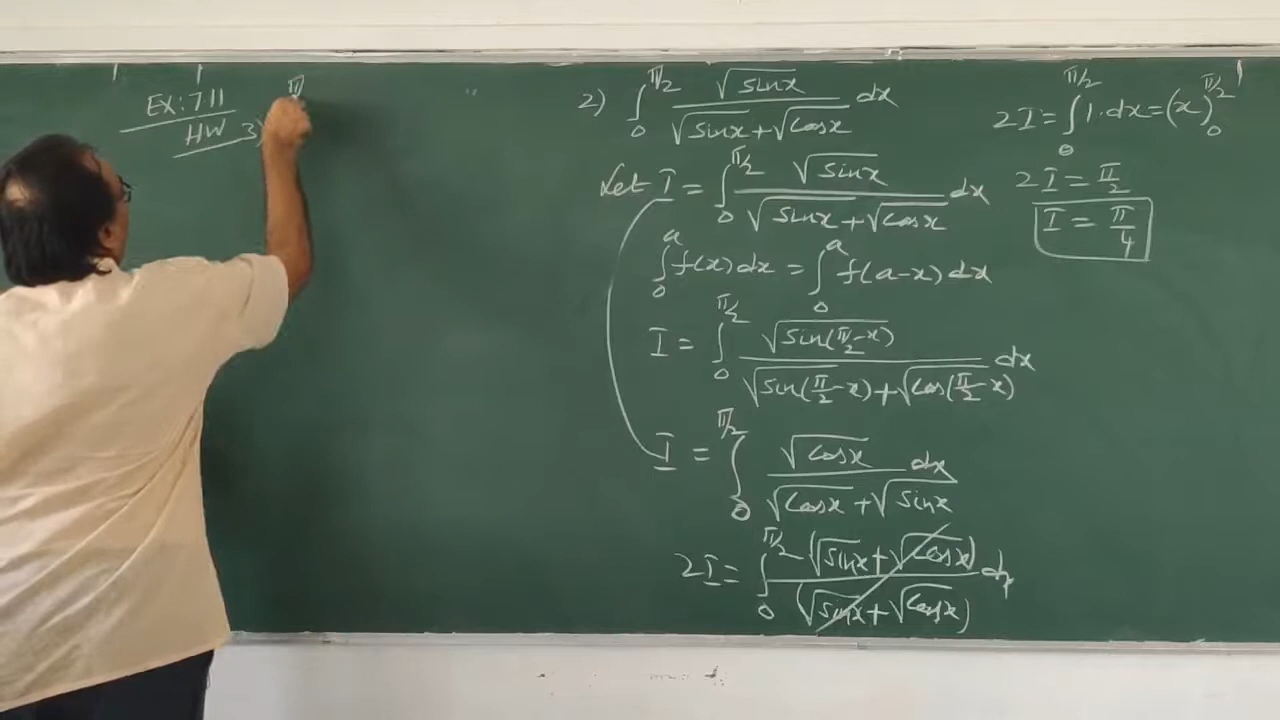 Ex: 7.11
HW 3) π
2) ∫₀^{π/2} √sinx / (√sinx + √cosx) dx
Let I = ∫₀^{π/2} √sinx / (√sinx + √cosx) dx
∫₀^a f(x) dx = ∫₀^a f(a-x) dx
I = ∫₀^{π/2} √sin(π/2 - x) / (√sin(π/2 - x) + √cos(π/2 - x)) dx
I = ∫₀^{π/2} √cosx / (√cosx + √sinx) dx
2I = ∫₀^{π/2} (√sinx + √cosx) / (√sinx + √cosx) dx
2I = ∫₀^{π/2} 1·dx = (x)₀^{π/2}
2I = π/2
I = π/4